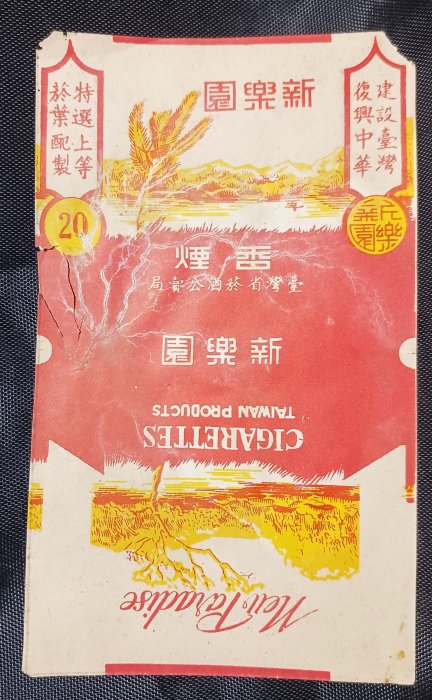 新樂園
建設臺灣
復興中華
特選上等
菸葉配製
20
新樂園
香煙
臺灣省菸酒公賣局
新樂園
TAIWAN PRODUCTS
CIGARETTES
New Paradise